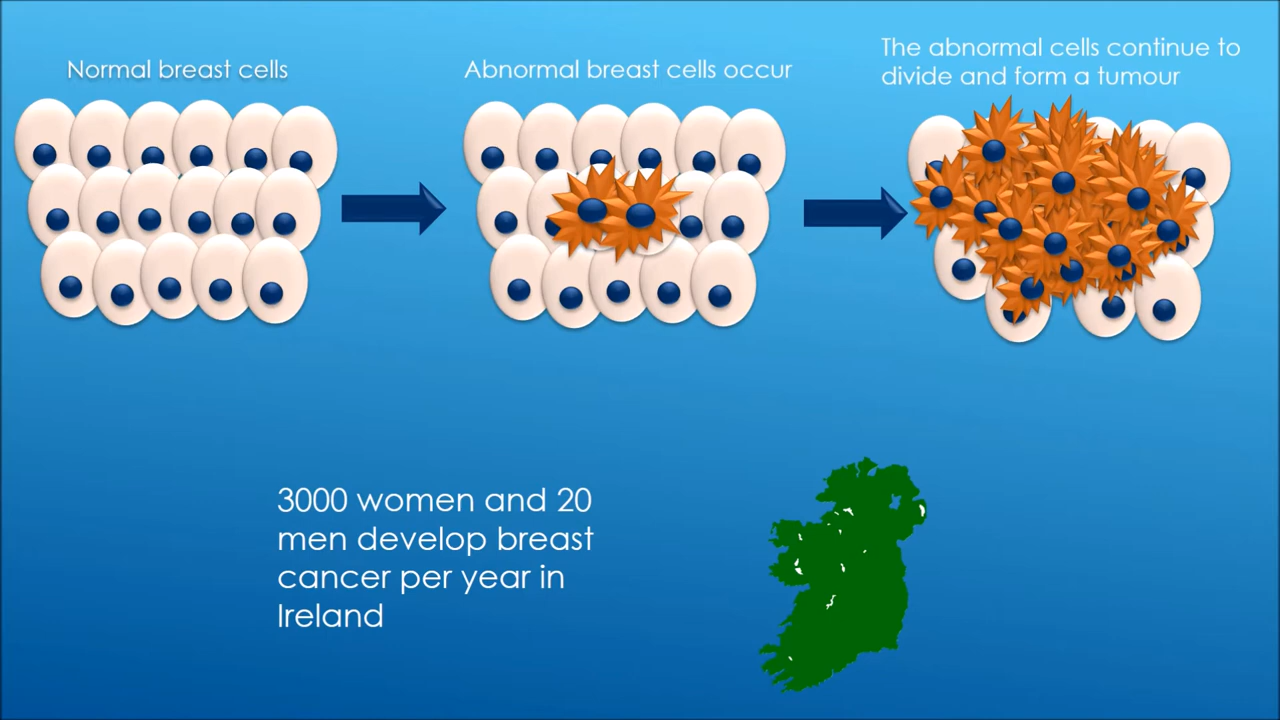 Normal breast cells
Abnormal breast cells occur
The abnormal cells continue to
divide and form a tumour
3000 women and 20
men develop breast
cancer per year in
Ireland